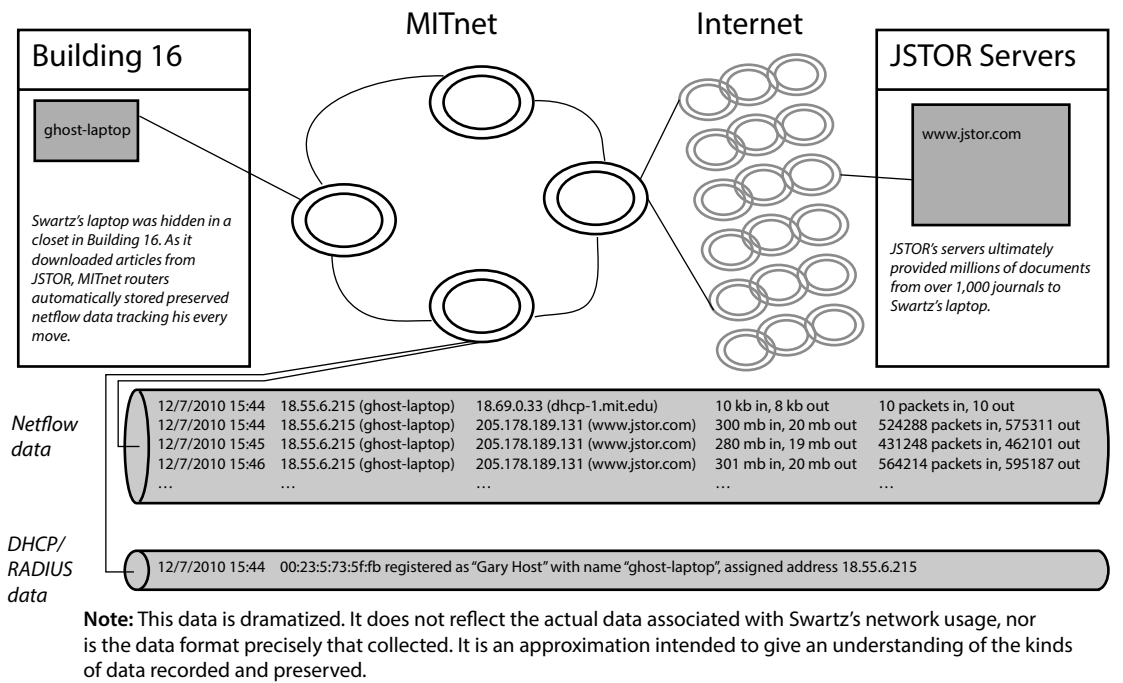 MITnet
Internet
Building 16
ghost-laptop
Swartz's laptop was hidden in a
closet in Building 16. As it
downloaded articles from
JSTOR, MITnet routers
automatically stored preserved
netflow data tracking his every
move.
JSTOR Servers
www.jstor.com
JSTOR's servers ultimately
provided millions of documents
from over 1,000 journals to
Swartz's laptop.
Netflow
data
12/7/2010 15:44 18.55.6.215 (ghost-laptop) 18.69.0.33 (dhcp-1.mit.edu) 10 kb in, 8 kb out 10 packets in, 10 out
12/7/2010 15:44 18.55.6.215 (ghost-laptop) 205.178.189.131 (www.jstor.com) 300 mb in, 20 mb out 524288 packets in, 575311 out
12/7/2010 15:45 18.55.6.215 (ghost-laptop) 205.178.189.131 (www.jstor.com) 280 mb in, 19 mb out 431248 packets in, 462101 out
12/7/2010 15:46 18.55.6.215 (ghost-laptop) 205.178.189.131 (www.jstor.com) 301 mb in, 20 mb out 564214 packets in, 595187 out
... ... ... ... ...
DHCP/
RADIUS
data
12/7/2010 15:44 00:23:5:73:5f:fb registered as "Gary Host" with name "ghost-laptop", assigned address 18.55.6.215
Note: This data is dramatized. It does not reflect the actual data associated with Swartz's network usage, nor
is the data format precisely that collected. It is an approximation intended to give an understanding of the kinds
of data recorded and preserved.